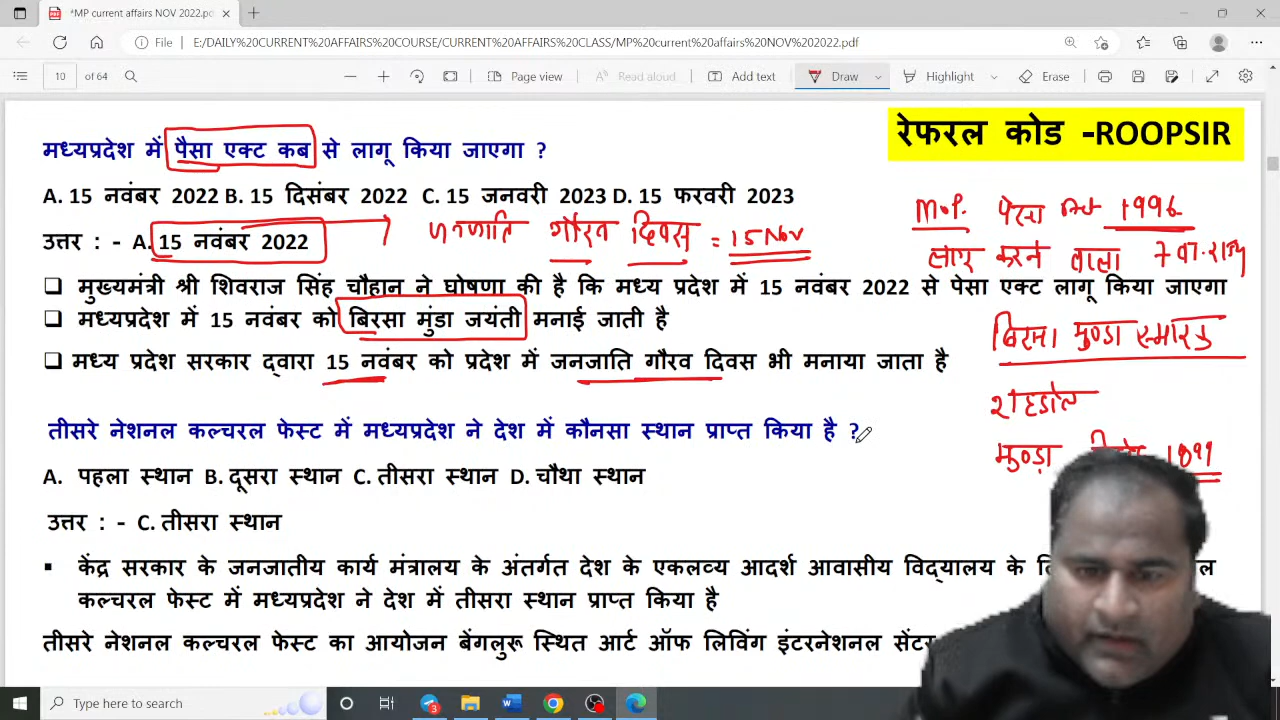 *MP current affairs NOV 2022.pd
File
E:/DAILY%20CURRENT%20AFFAIRS%20COURSE/CURRENT%20AFFAIRS%20CLASS/MP%20current%20affairs%20NOV%202022.pdf
10 of 64
Page view
Read aloud
Add text
Draw
Highlight
Erase
रेफरल कोड -ROOPSIR
मध्यप्रदेश में पैसा एक्ट कब से लागू किया जाएगा ?
A. 15 नवंबर 2022 B. 15 दिसंबर 2022 C. 15 जनवरी 2023 D. 15 फरवरी 2023
M.P. पेसा 1996
उत्तर : - A. 15 नवंबर 2022
जनजाति गौरव दिवस = 15 Nov
लागू करने वाला 7 वां राज्य
❑ मुख्यमंत्री श्री शिवराज सिंह चौहान ने घोषणा की है कि मध्य प्रदेश में 15 नवंबर 2022 से पेसा एक्ट लागू किया जाएगा
❑ मध्यप्रदेश में 15 नवंबर को बिरसा मुंडा जयंती मनाई जाती है
बिरसा मुण्डा स्मारक
❑ मध्य प्रदेश सरकार द्वारा 15 नवंबर को प्रदेश में जनजाति गौरव दिवस भी मनाया जाता है
शहडोल
तीसरे नेशनल कल्चरल फेस्ट में मध्यप्रदेश ने देश में कौनसा स्थान प्राप्त किया है ?
मुण्डा 1899
A. पहला स्थान B. दूसरा स्थान C. तीसरा स्थान D. चौथा स्थान
उत्तर : - C. तीसरा स्थान
▪ केंद्र सरकार के जनजातीय कार्य मंत्रालय के अंतर्गत देश के एकलव्य आदर्श आवासीय विद्यालय के
कल्चरल फेस्ट में मध्यप्रदेश ने देश में तीसरा स्थान प्राप्त किया है
तीसरे नेशनल कल्चरल फेस्ट का आयोजन बेंगलुरू स्थित आर्ट ऑफ लिविंग इंटरनेशनल सेंटर
Type here to search
3